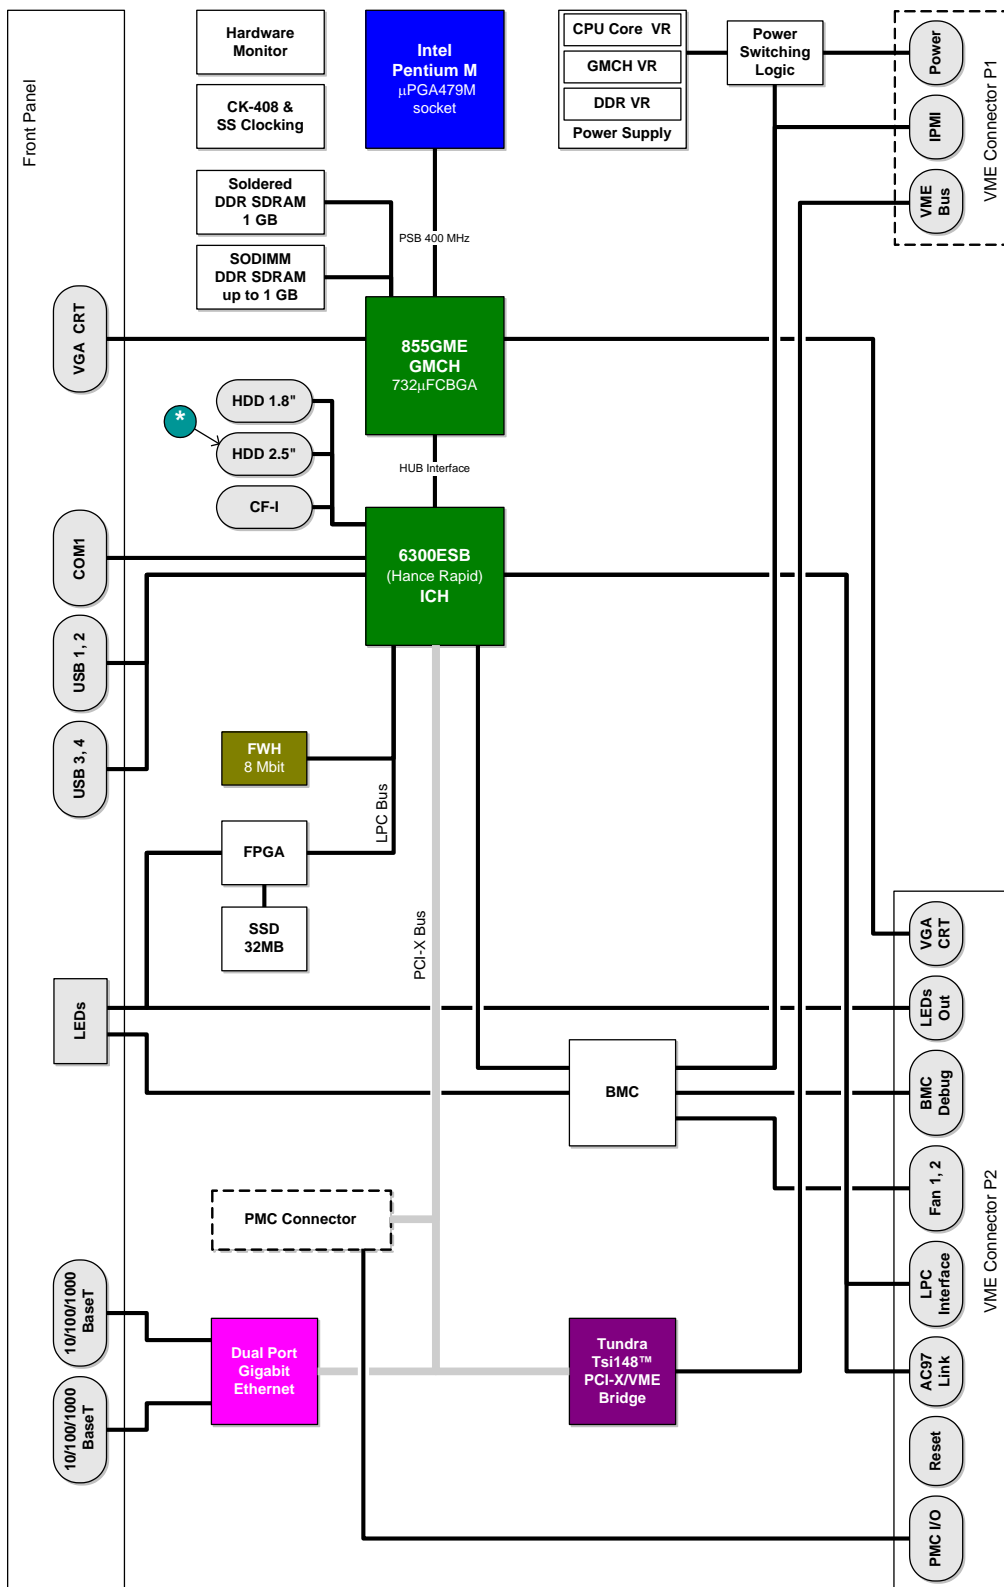 Front Panel
Hardware
Monitor
CK-408 &
SS Clocking
Intel
Pentium M
μPGA479M
socket
CPU Core VR
GMCH VR
DDR VR
Power Supply
Power
Switching
Logic
Power
IPMI
VME
Bus
VME Connector P1
Soldered
DDR SDRAM
1 GB
SODIMM
DDR SDRAM
up to 1 GB
PSB 400 MHz
VGA CRT
855GME
GMCH
732μFCBGA
*
HDD 1.8"
HDD 2.5"
CF-I
HUB Interface
COM1
USB 1, 2
USB 3, 4
6300ESB
(Hance Rapid)
ICH
FWH
8 Mbit
LPC Bus
FPGA
SSD
32MB
PCI-X Bus
LEDs
BMC
VGA
CRT
LEDs
Out
BMC
Debug
Fan 1, 2
LPC
Interface
AC97
Link
Reset
PMC I/O
VME Connector P2
PMC Connector
10/100/1000
BaseT
10/100/1000
BaseT
Dual Port
Gigabit
Ethernet
Tundra
Tsi148™
PCI-X/VME
Bridge